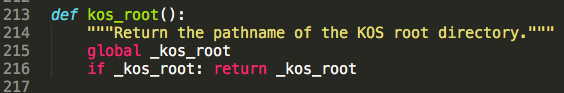 213 def kos_root():
214     """Return the pathname of the KOS root directory."""
215     global _kos_root
216     if _kos_root: return _kos_root
217